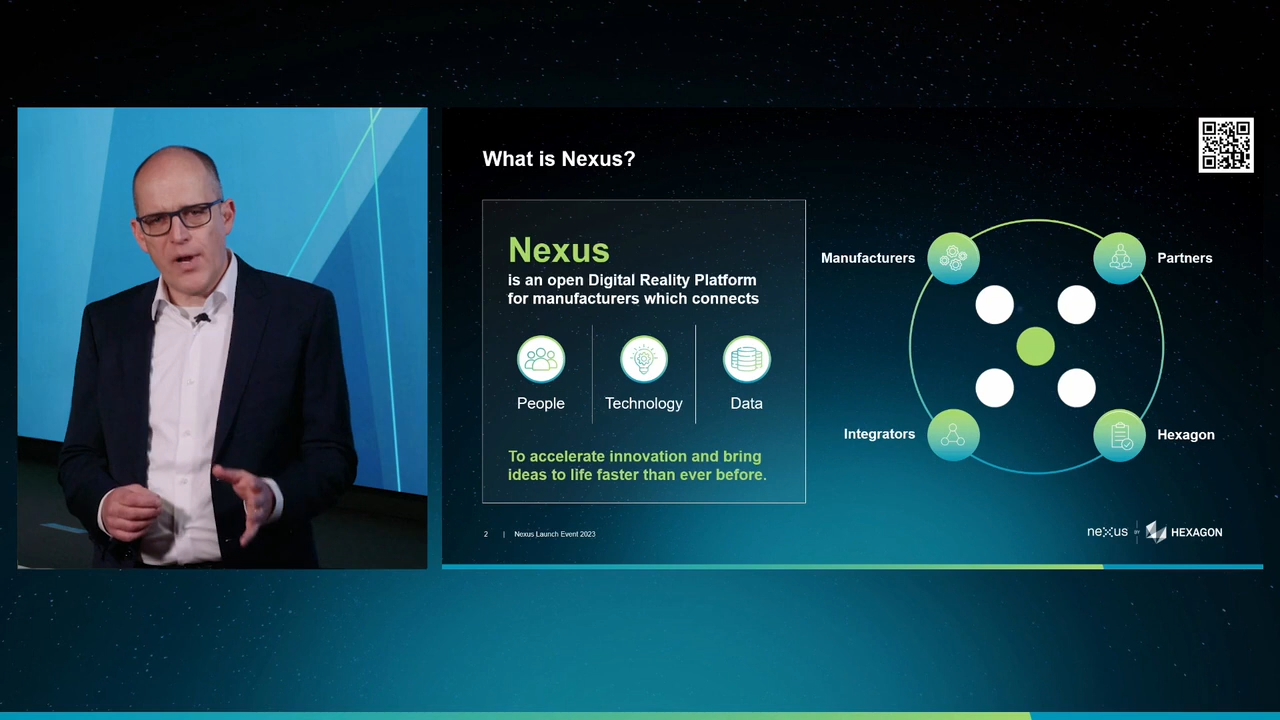 What is Nexus?
Nexus
is an open Digital Reality Platform
for manufacturers which connects
People
Technology
Data
To accelerate innovation and bring
ideas to life faster than ever before.
Manufacturers
Partners
Integrators
Hexagon
2 | Nexus Launch Event 2023
nexus BY HEXAGON